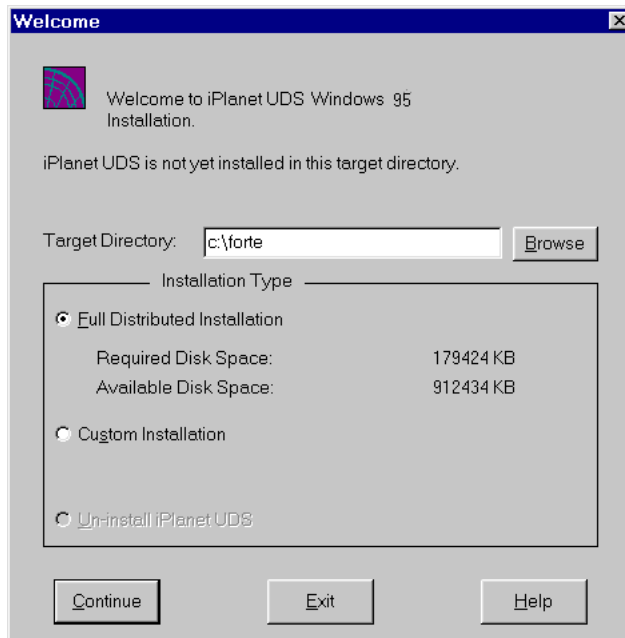 Welcome
Welcome to iPlanet UDS Windows 95
Installation.
iPlanet UDS is not yet installed in this target directory.
Target Directory: c:\forte Browse
Installation Type
Full Distributed Installation
Required Disk Space: 179424 KB
Available Disk Space: 912434 KB
Custom Installation
Un-install iPlanet UDS
Continue Exit Help